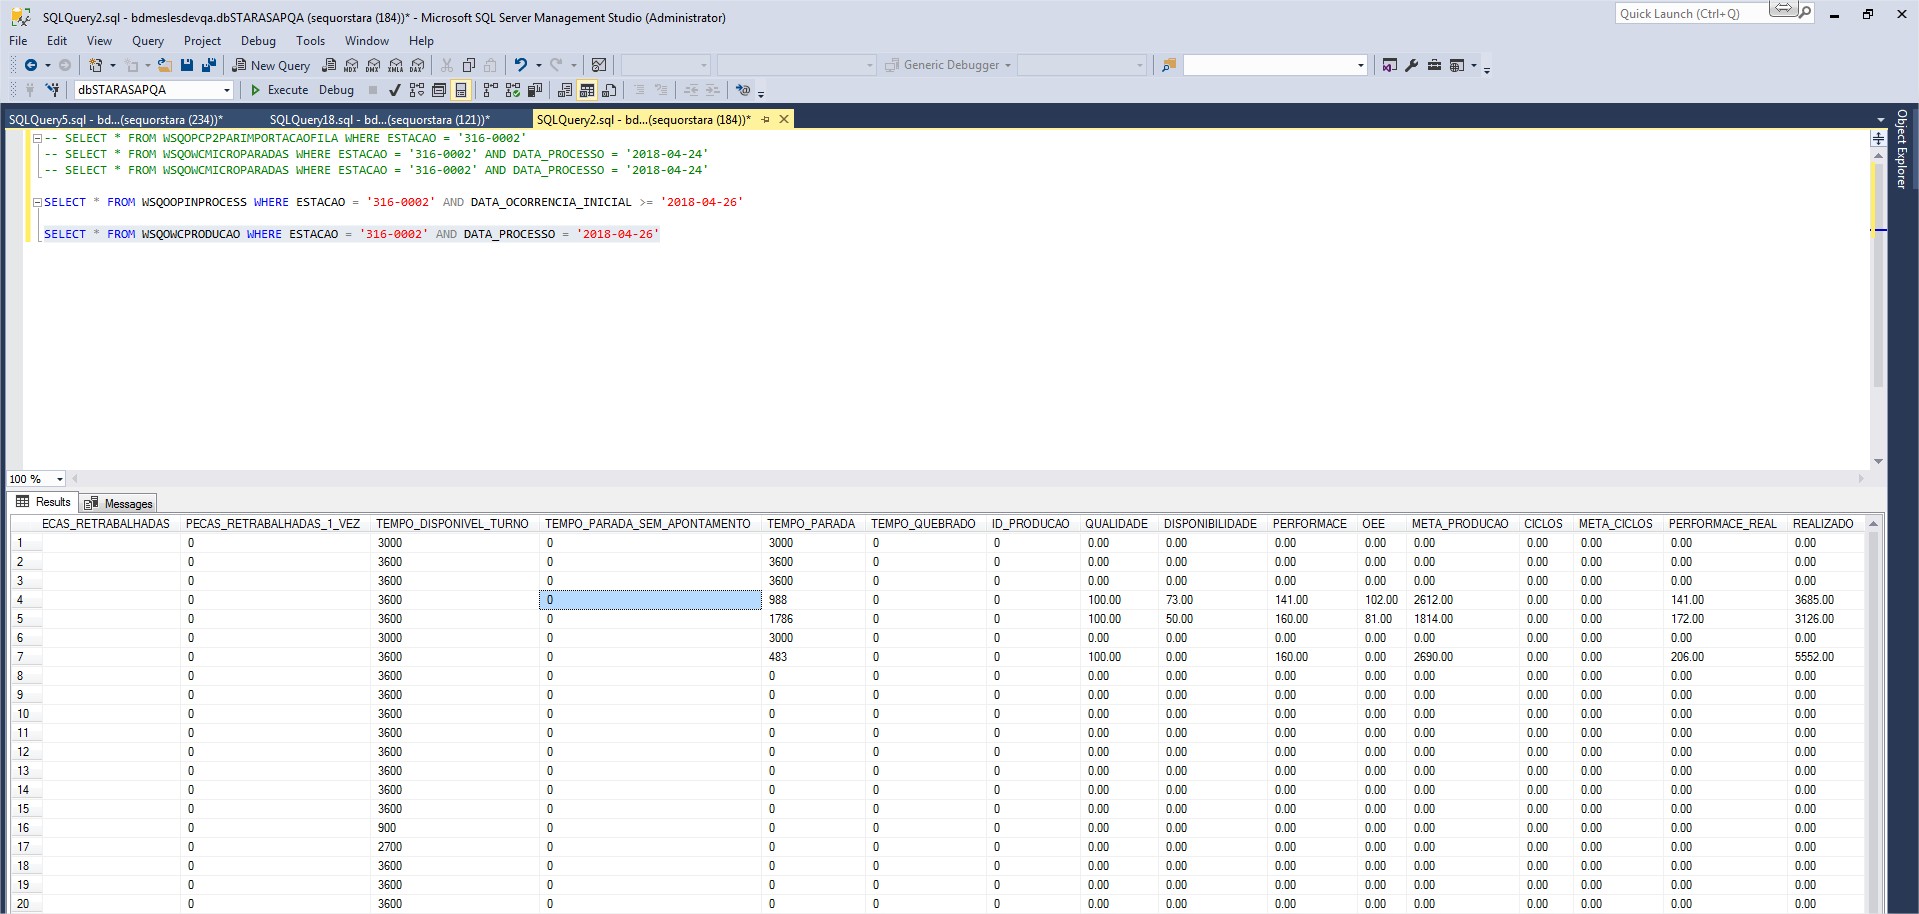 SQLQuery2.sql - bdmeslesdevqa.dbSTARASAPQA (sequorstara (184))* - Microsoft SQL Server Management Studio (Administrator)
Quick Launch (Ctrl+Q)
File Edit View Query Project Debug Tools Window Help
New Query MDX DMX XMLA DAX Generic Debugger
dbSTARASAPQA Execute Debug
SQLQuery5.sql - bd...(sequorstara (234))* SQLQuery18.sql - bd...(sequorstara (121))* SQLQuery2.sql - bd...(sequorstara (184))*
Object Explorer
-- SELECT * FROM WSQOPCP2PARIMPORTACAOFILA WHERE ESTACAO = '316-0002'
-- SELECT * FROM WSQOWCMICROPARADAS WHERE ESTACAO = '316-0002' AND DATA_PROCESSO = '2018-04-24'
-- SELECT * FROM WSQOWCMICROPARADAS WHERE ESTACAO = '316-0002' AND DATA_PROCESSO = '2018-04-24'
SELECT * FROM WSQOOPINPROCESS WHERE ESTACAO = '316-0002' AND DATA_OCORRENCIA_INICIAL >= '2018-04-26'
SELECT * FROM WSQOWCPRODUCAO WHERE ESTACAO = '316-0002' AND DATA_PROCESSO = '2018-04-26'
100 %
Results Messages
ECAS_RETRABALHADAS PECAS_RETRABALHADAS_1_VEZ TEMPO_DISPONIVEL_TURNO TEMPO_PARADA_SEM_APONTAMENTO TEMPO_PARADA TEMPO_QUEBRADO ID_PRODUCAO QUALIDADE DISPONIBILIDADE PERFORMACE OEE META_PRODUCAO CICLOS META_CICLOS PERFORMACE_REAL REALIZADO
1 0 3000 0 3000 0 0 0.00 0.00 0.00 0.00 0.00 0.00 0.00 0.00 0.00
2 0 3600 0 3600 0 0 0.00 0.00 0.00 0.00 0.00 0.00 0.00 0.00 0.00
3 0 3600 0 3600 0 0 0.00 0.00 0.00 0.00 0.00 0.00 0.00 0.00 0.00
4 0 3600 0 988 0 0 100.00 73.00 141.00 102.00 2612.00 0.00 0.00 141.00 3685.00
5 0 3600 0 1786 0 0 100.00 50.00 160.00 81.00 1814.00 0.00 0.00 172.00 3126.00
6 0 3000 0 3000 0 0 0.00 0.00 0.00 0.00 0.00 0.00 0.00 0.00 0.00
7 0 3600 0 483 0 0 100.00 0.00 160.00 0.00 2690.00 0.00 0.00 206.00 5552.00
8 0 3600 0 0 0 0 0.00 0.00 0.00 0.00 0.00 0.00 0.00 0.00 0.00
9 0 3600 0 0 0 0 0.00 0.00 0.00 0.00 0.00 0.00 0.00 0.00 0.00
10 0 3600 0 0 0 0 0.00 0.00 0.00 0.00 0.00 0.00 0.00 0.00 0.00
11 0 3600 0 0 0 0 0.00 0.00 0.00 0.00 0.00 0.00 0.00 0.00 0.00
12 0 3600 0 0 0 0 0.00 0.00 0.00 0.00 0.00 0.00 0.00 0.00 0.00
13 0 3600 0 0 0 0 0.00 0.00 0.00 0.00 0.00 0.00 0.00 0.00 0.00
14 0 3600 0 0 0 0 0.00 0.00 0.00 0.00 0.00 0.00 0.00 0.00 0.00
15 0 3600 0 0 0 0 0.00 0.00 0.00 0.00 0.00 0.00 0.00 0.00 0.00
16 0 900 0 0 0 0 0.00 0.00 0.00 0.00 0.00 0.00 0.00 0.00 0.00
17 0 2700 0 0 0 0 0.00 0.00 0.00 0.00 0.00 0.00 0.00 0.00 0.00
18 0 3600 0 0 0 0 0.00 0.00 0.00 0.00 0.00 0.00 0.00 0.00 0.00
19 0 3600 0 0 0 0 0.00 0.00 0.00 0.00 0.00 0.00 0.00 0.00 0.00
20 0 3600 0 0 0 0 0.00 0.00 0.00 0.00 0.00 0.00 0.00 0.00 0.00